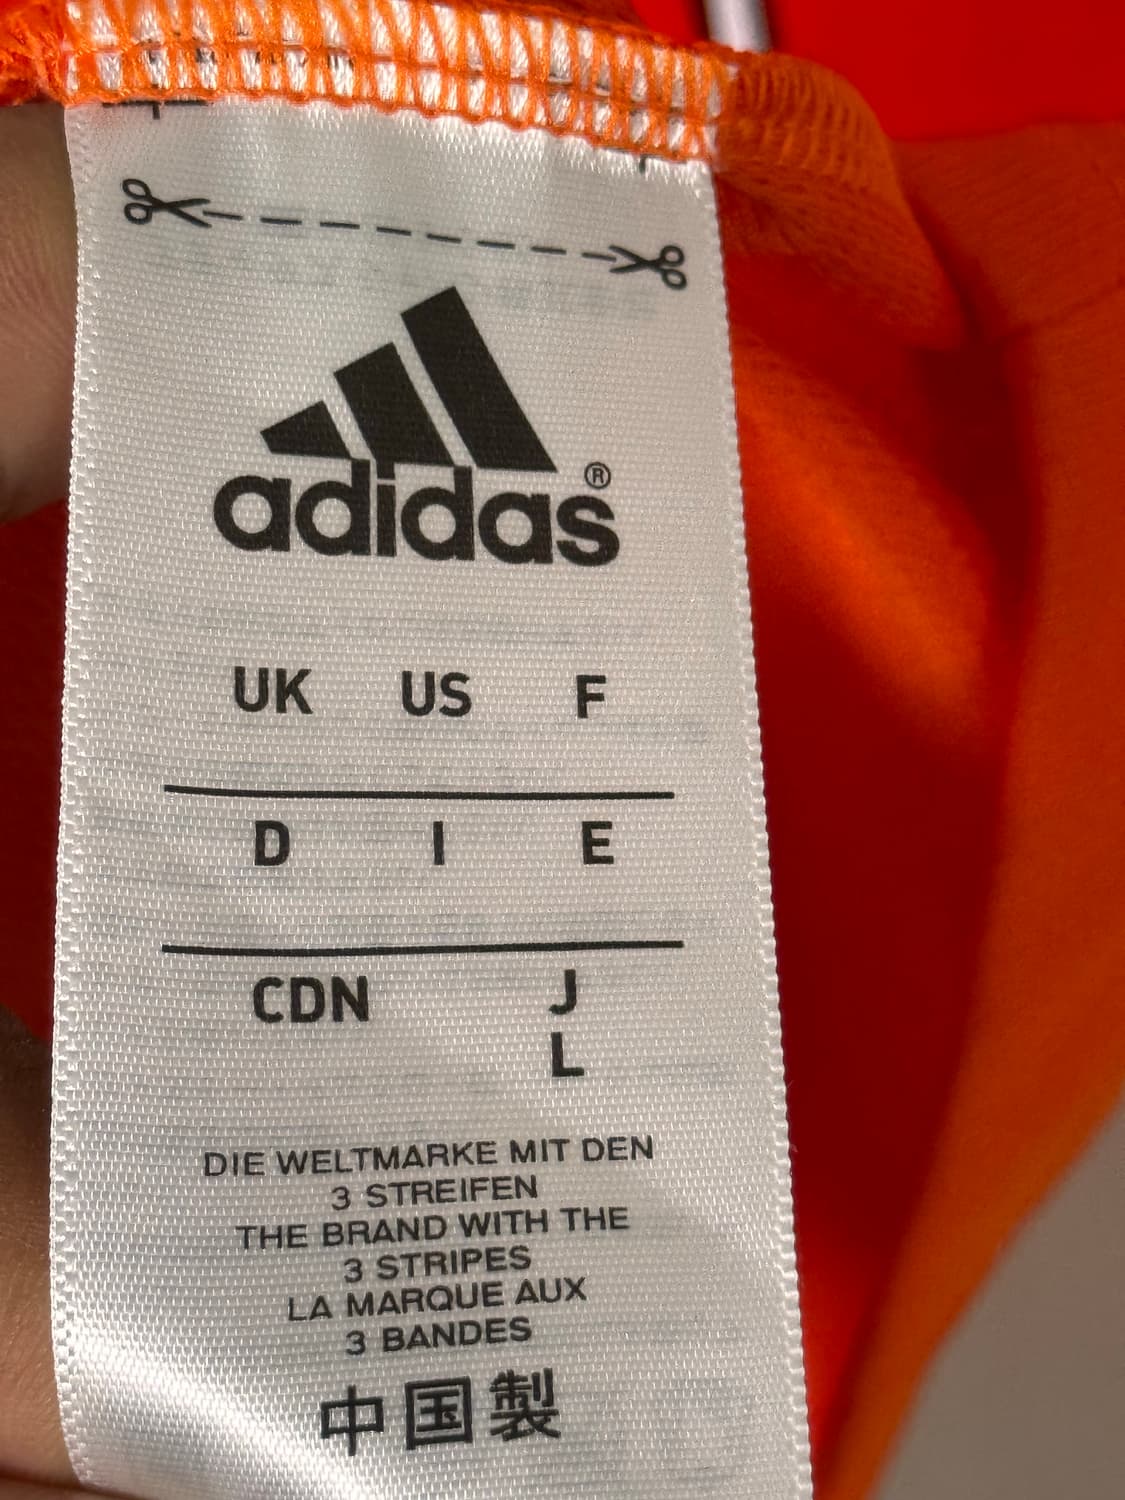 adidas®
UK US F
D I E
CDN J
L
DIE WELTMARKE MIT DEN
3 STREIFEN
THE BRAND WITH THE
3 STRIPES
LA MARQUE AUX
3 BANDES
中国製